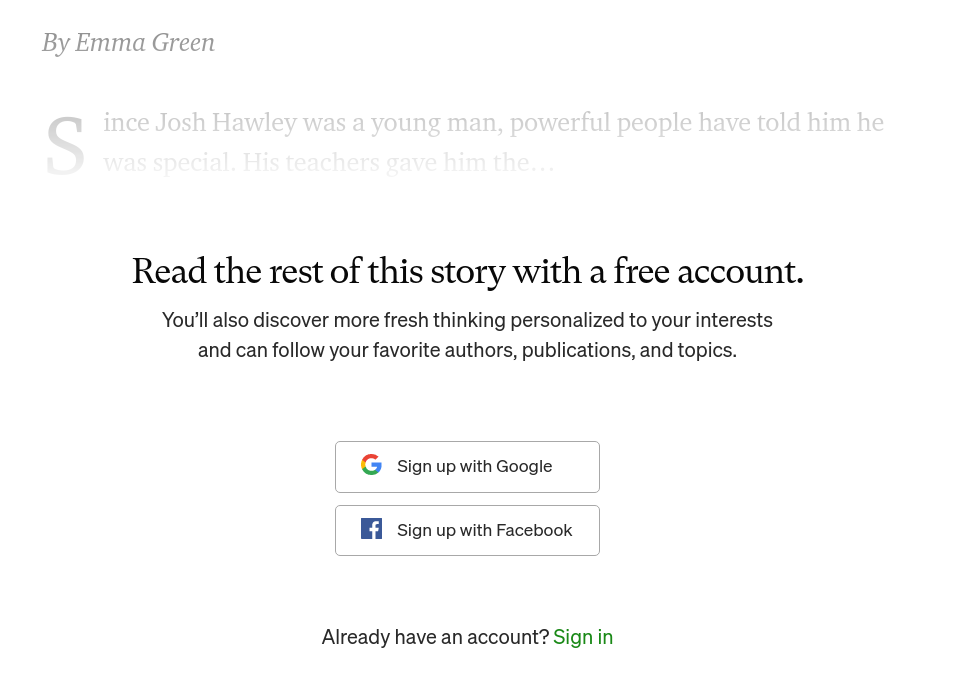 By Emma Green
Since Josh Hawley was a young man, powerful people have told him he
was special. His teachers gave him the…
Read the rest of this story with a free account.
You’ll also discover more fresh thinking personalized to your interests
and can follow your favorite authors, publications, and topics.
Sign up with Google
Sign up with Facebook
Already have an account? Sign in